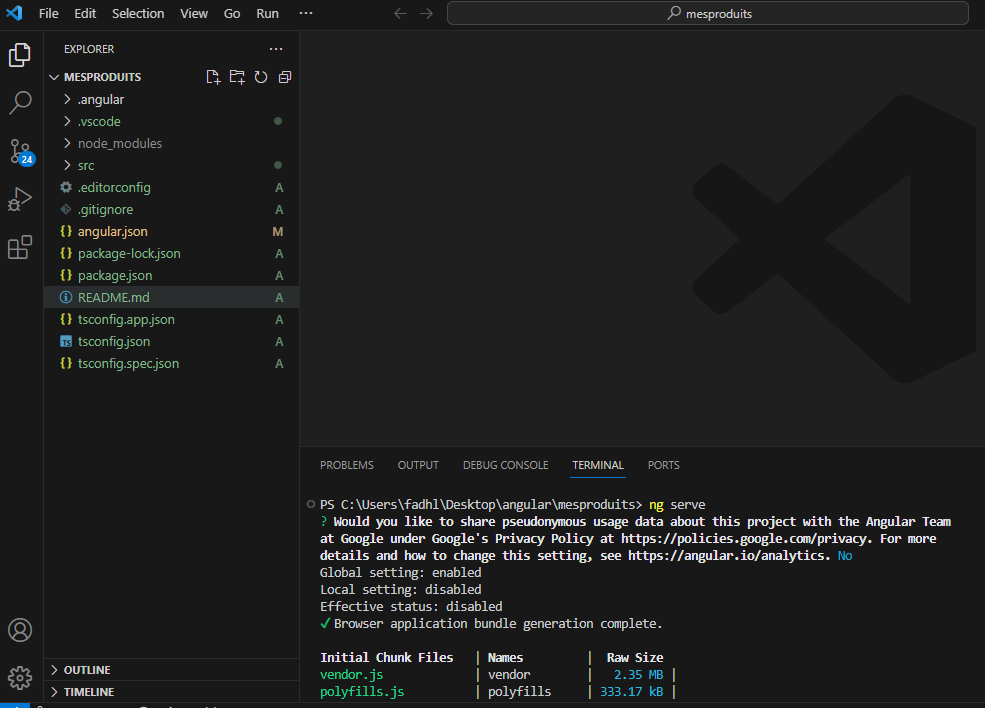 File Edit Selection View Go Run ···
mesproduits
EXPLORER ···
MESPRODUITS
.angular
.vscode
node_modules
src
.editorconfig A
.gitignore A
angular.json M
package-lock.json A
package.json A
README.md A
tsconfig.app.json A
tsconfig.json A
tsconfig.spec.json A
24
OUTLINE
TIMELINE
PROBLEMS OUTPUT DEBUG CONSOLE TERMINAL PORTS
PS C:\Users\fadhl\Desktop\angular\mesproduits> ng serve
? Would you like to share pseudonymous usage data about this project with the Angular Team
at Google under Google's Privacy Policy at https://policies.google.com/privacy. For more
details and how to change this setting, see https://angular.io/analytics. No
Global setting: enabled
Local setting: disabled
Effective status: disabled
✓ Browser application bundle generation complete.
Initial Chunk Files | Names | Raw Size
vendor.js | vendor | 2.35 MB |
polyfills.js | polyfills | 333.17 kB |